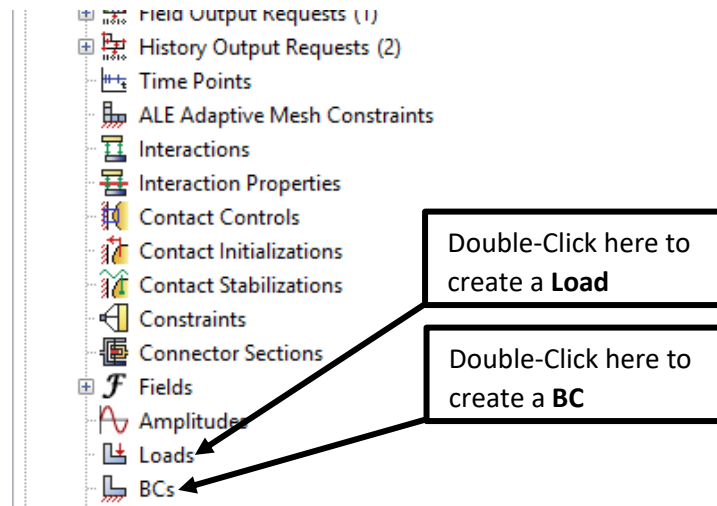 Field Output Requests (1)
History Output Requests (2)
Time Points
ALE Adaptive Mesh Constraints
Interactions
Interaction Properties
Contact Controls
Contact Initializations
Contact Stabilizations
Constraints
Connector Sections
Fields
Amplitudes
Loads
BCs
Double-Click here to
create a Load
Double-Click here to
create a BC